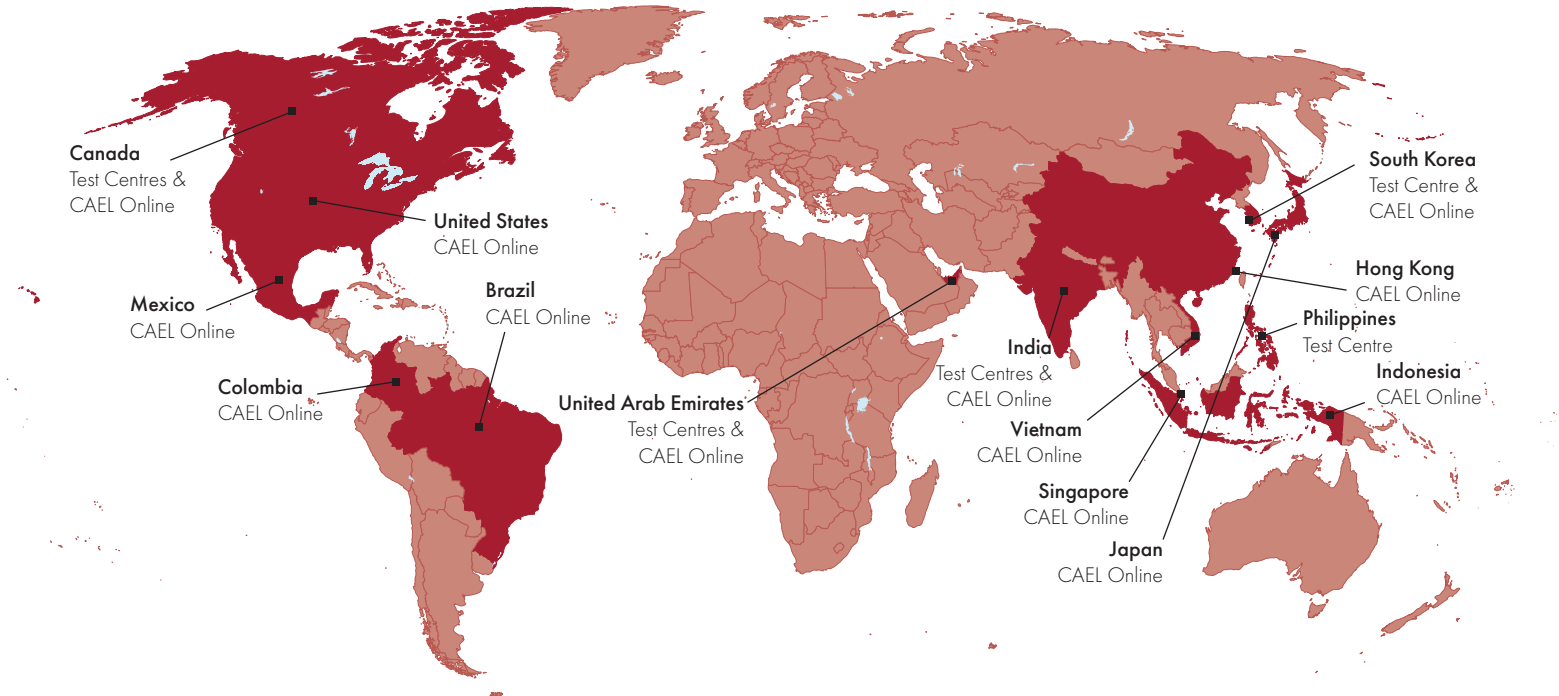 Canada
Test Centres &
CAEL Online
United States
CAEL Online
Mexico
CAEL Online
Brazil
CAEL Online
Colombia
CAEL Online
United Arab Emirates
Test Centres &
CAEL Online
India
Test Centres &
CAEL Online
Vietnam
CAEL Online
Singapore
CAEL Online
Japan
CAEL Online
South Korea
Test Centre &
CAEL Online
Hong Kong
CAEL Online
Philippines
Test Centre
Indonesia
CAEL Online